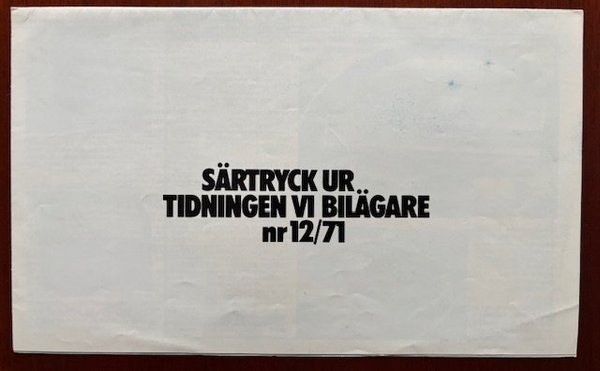 SÄRTRYCK UR
TIDNINGEN VI BILÄGARE
nr 12/71